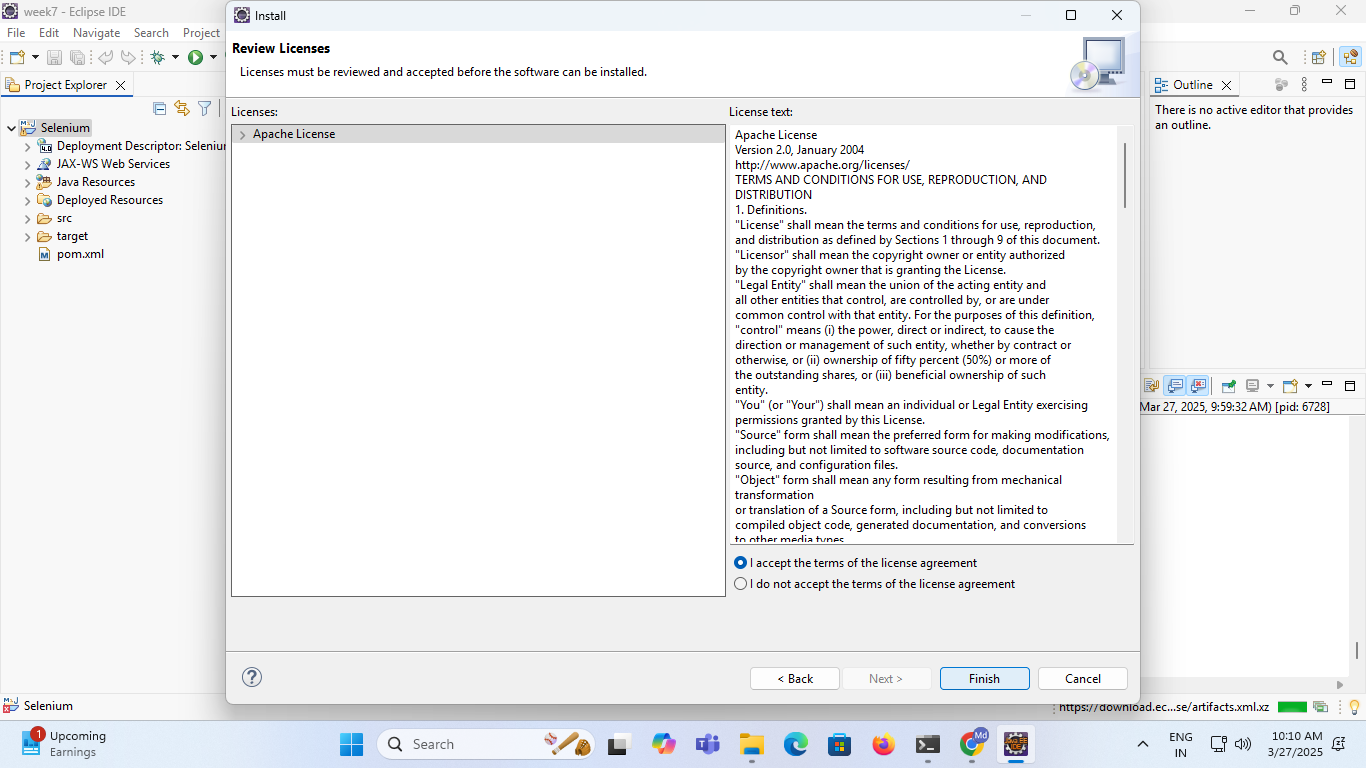 week7 - Eclipse IDE
File Edit Navigate Search Project
Project Explorer
Selenium
Deployment Descriptor: Seleniu
JAX-WS Web Services
Java Resources
Deployed Resources
src
target
pom.xml
Install
Review Licenses
Licenses must be reviewed and accepted before the software can be installed.
Licenses:
Apache License
License text:
Apache License
Version 2.0, January 2004
http://www.apache.org/licenses/
TERMS AND CONDITIONS FOR USE, REPRODUCTION, AND
DISTRIBUTION
1. Definitions.
"License" shall mean the terms and conditions for use, reproduction,
and distribution as defined by Sections 1 through 9 of this document.
"Licensor" shall mean the copyright owner or entity authorized
by the copyright owner that is granting the License.
"Legal Entity" shall mean the union of the acting entity and
all other entities that control, are controlled by, or are under
common control with that entity. For the purposes of this definition,
"control" means (i) the power, direct or indirect, to cause the
direction or management of such entity, whether by contract or
otherwise, or (ii) ownership of fifty percent (50%) or more of
the outstanding shares, or (iii) beneficial ownership of such
entity.
"You" (or "Your") shall mean an individual or Legal Entity exercising
permissions granted by this License.
"Source" form shall mean the preferred form for making modifications,
including but not limited to software source code, documentation
source, and configuration files.
"Object" form shall mean any form resulting from mechanical
transformation
or translation of a Source form, including but not limited to
compiled object code, generated documentation, and conversions
to other media types
I accept the terms of the license agreement
I do not accept the terms of the license agreement
< Back Next > Finish Cancel
Outline
There is no active editor that provides
an outline.
Mar 27, 2025, 9:59:32 AM) [pid: 6728]
Selenium
https://download.ec...se/artifacts.xml.xz
1
Upcoming
Earnings
Search
Md
ENG
IN
10:10 AM
3/27/2025